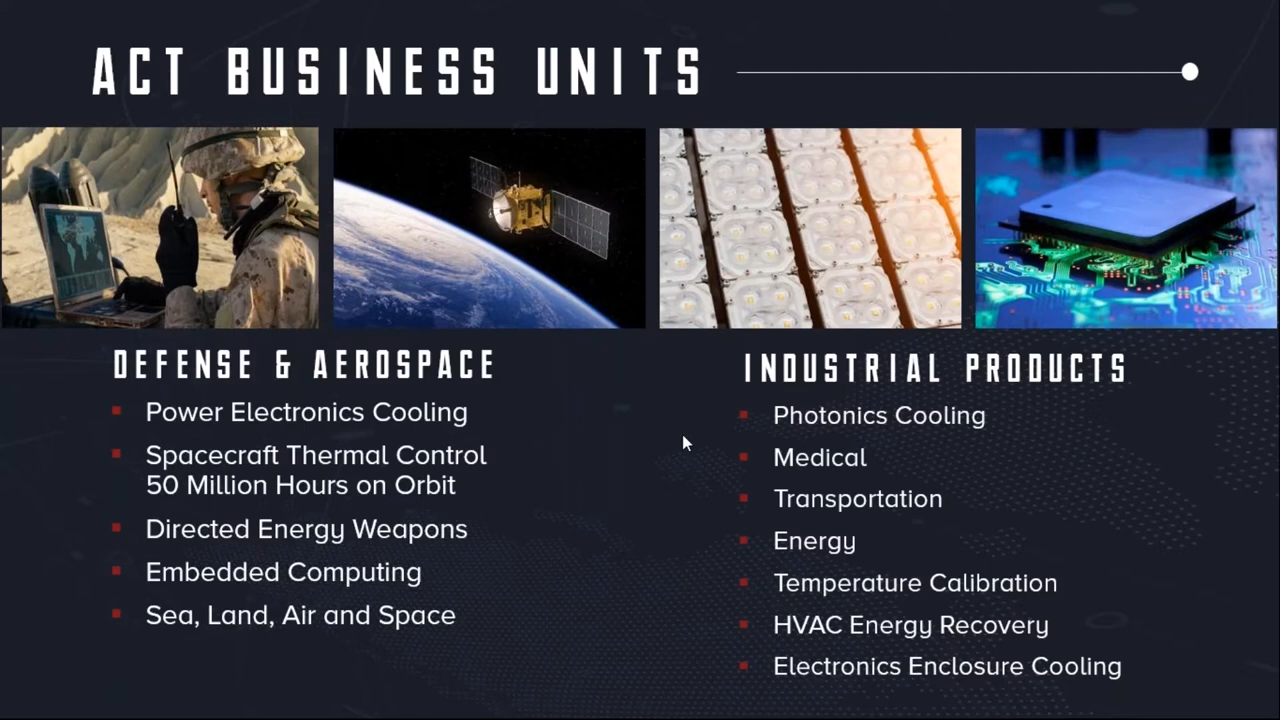 ACT BUSINESS UNITS
DEFENSE & AEROSPACE
Power Electronics Cooling
Spacecraft Thermal Control
50 Million Hours on Orbit
Directed Energy Weapons
Embedded Computing
Sea, Land, Air and Space
INDUSTRIAL PRODUCTS
Photonics Cooling
Medical
Transportation
Energy
Temperature Calibration
HVAC Energy Recovery
Electronics Enclosure Cooling